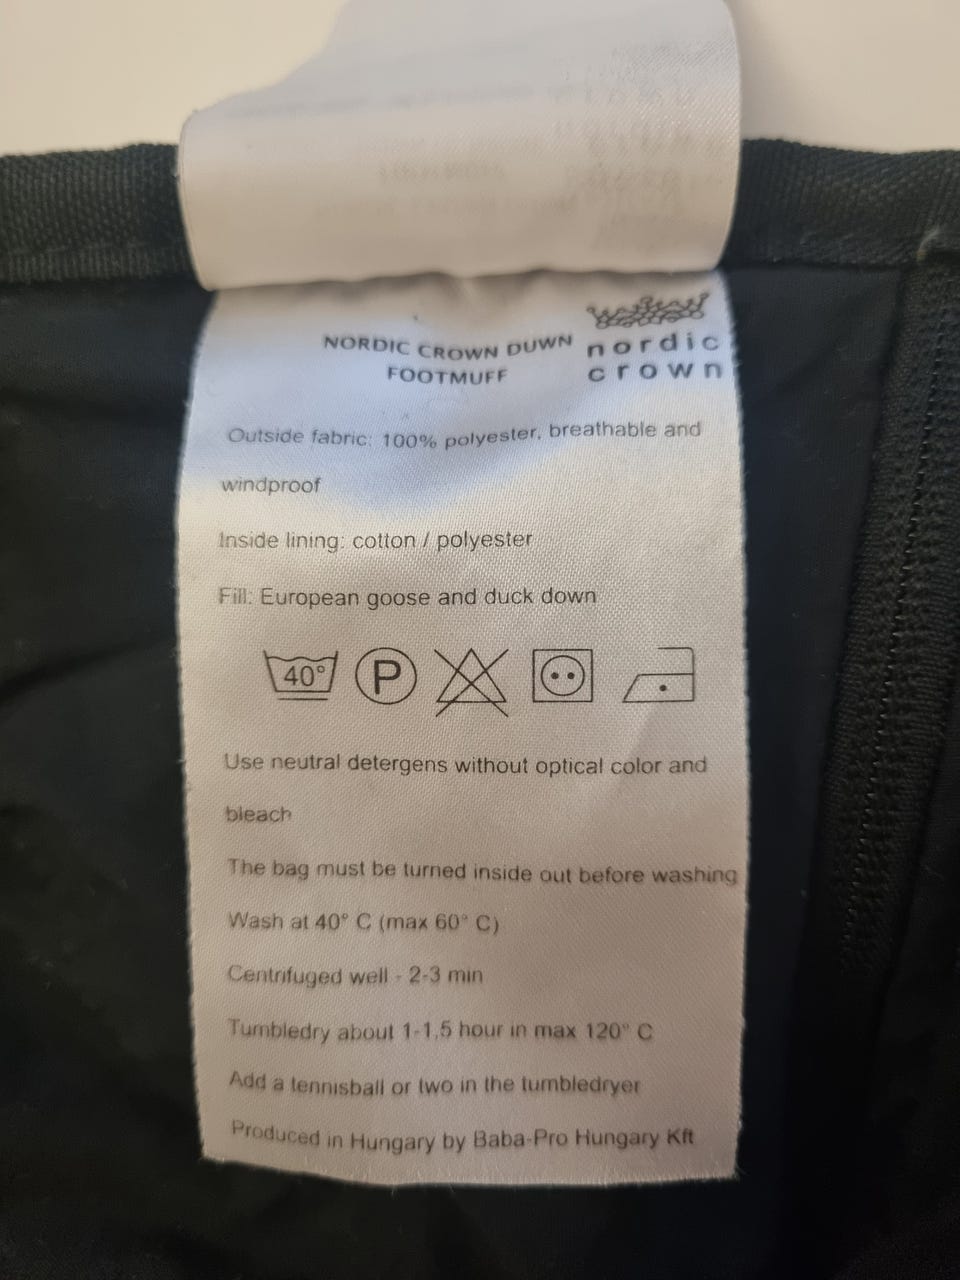 NORDIC CROWN DUWN
FOOTMUFF
nordic
crown
Outside fabric: 100% polyester, breathable and
windproof
Inside lining: cotton / polyester
Fill: European goose and duck down
40° P
Use neutral detergens without optical color and
bleach
The bag must be turned inside out before washing
Wash at 40° C (max 60° C)
Centrifuged well - 2-3 min
Tumbledry about 1-1,5 hour in max 120° C
Add a tennisball or two in the tumbledryer
Produced in Hungary by Baba-Pro Hungary Kft